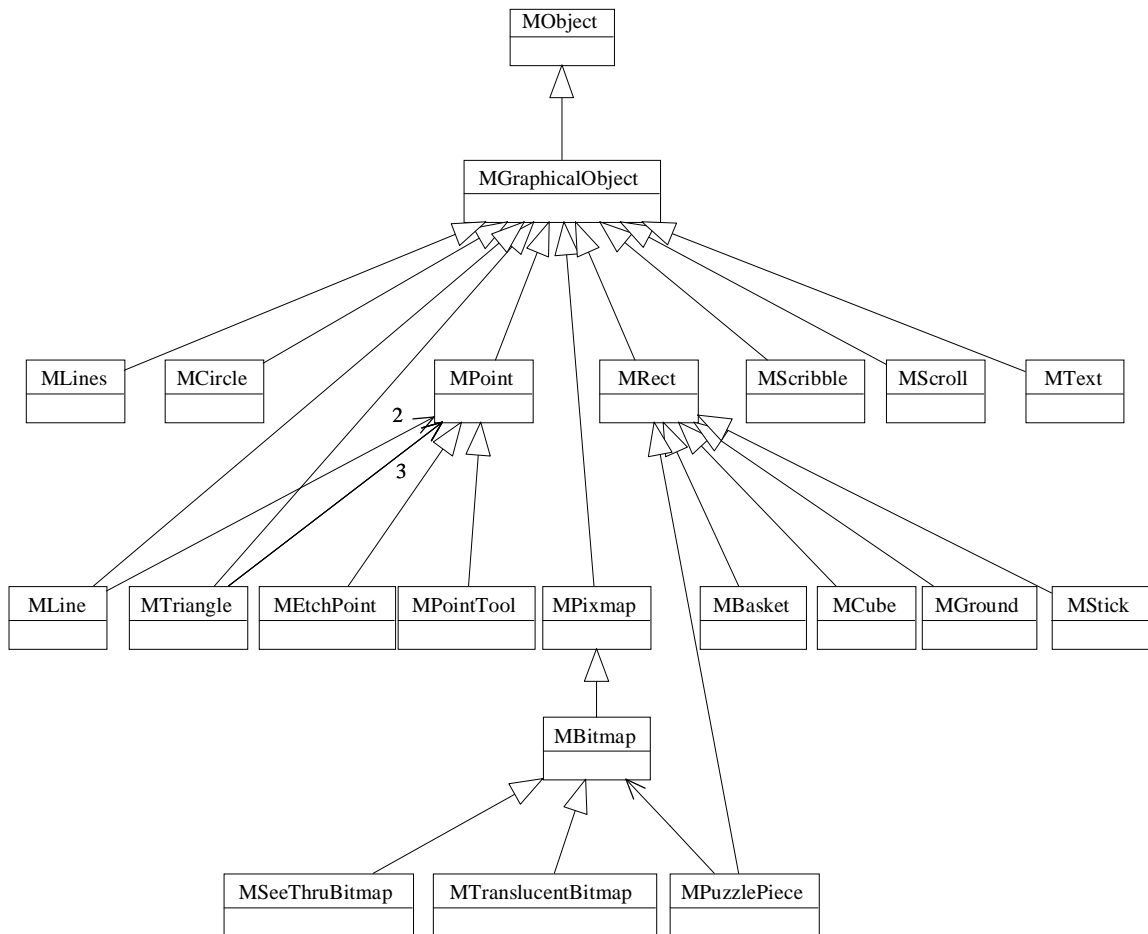 MObject
MGraphicalObject
MLines MCircle MPoint MRect MScribble MScroll MText
2
3
MLine MTriangle MEtchPoint MPointTool MPixmap MBasket MCube MGround MStick
MBitmap
MSeeThruBitmap MTranslucentBitmap MPuzzlePiece